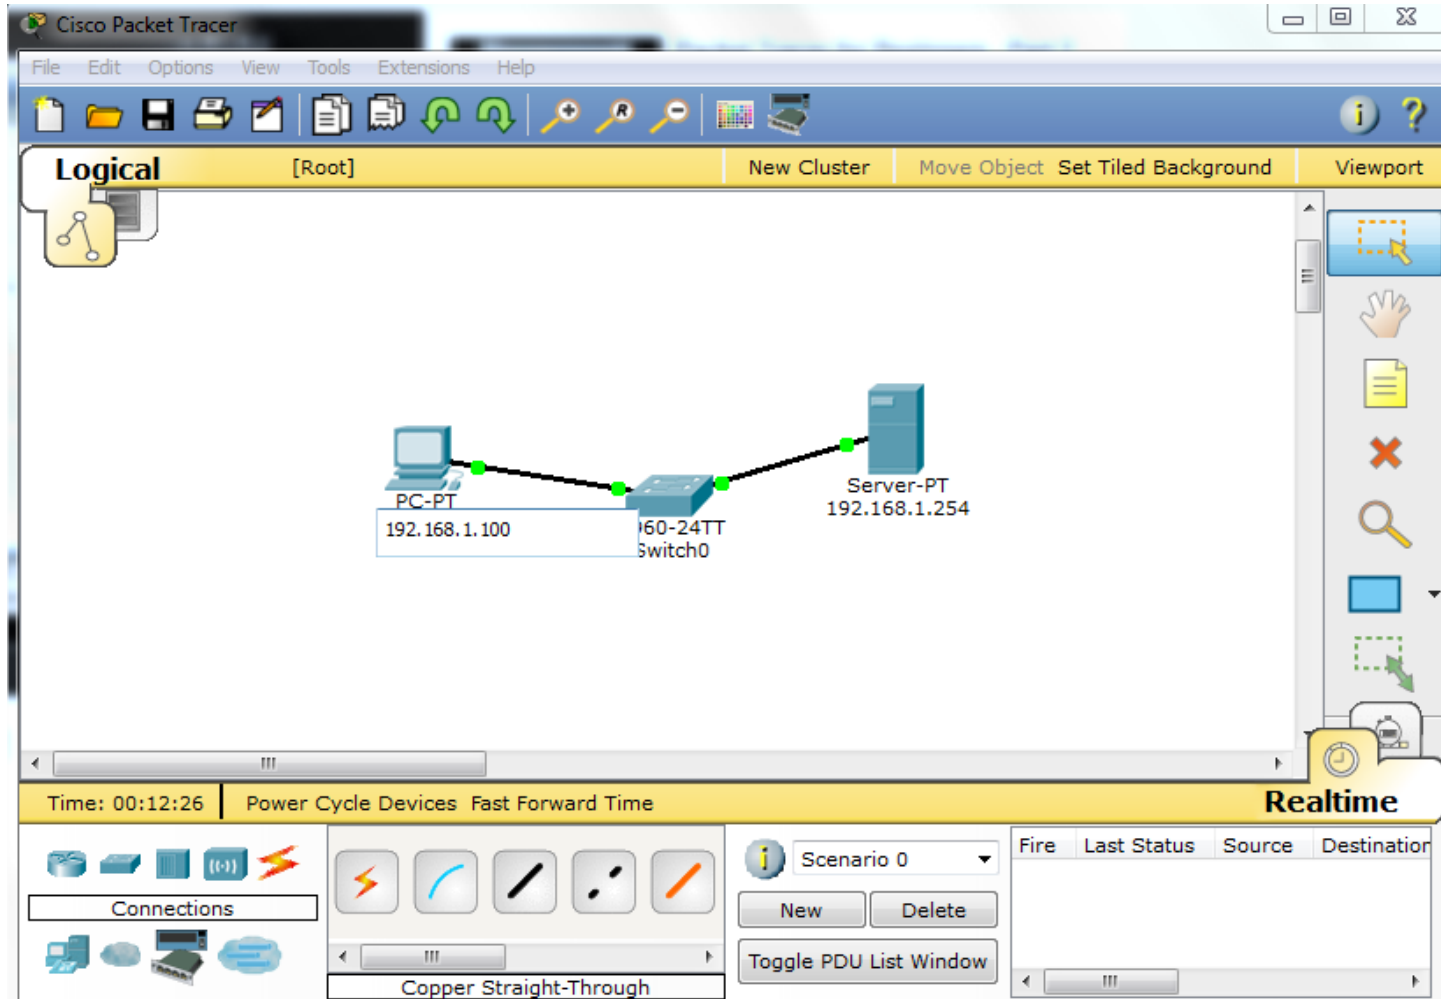 Cisco Packet Tracer
File Edit Options View Tools Extensions Help
R
i ?
Logical [Root] New Cluster Move Object Set Tiled Background Viewport
PC-PT
192.168.1.100
960-24TT
Switch0
Server-PT
192.168.1.254
Time: 00:12:26 Power Cycle Devices Fast Forward Time Realtime
Connections
Copper Straight-Through
i Scenario 0
New Delete
Toggle PDU List Window
Fire Last Status Source Destination